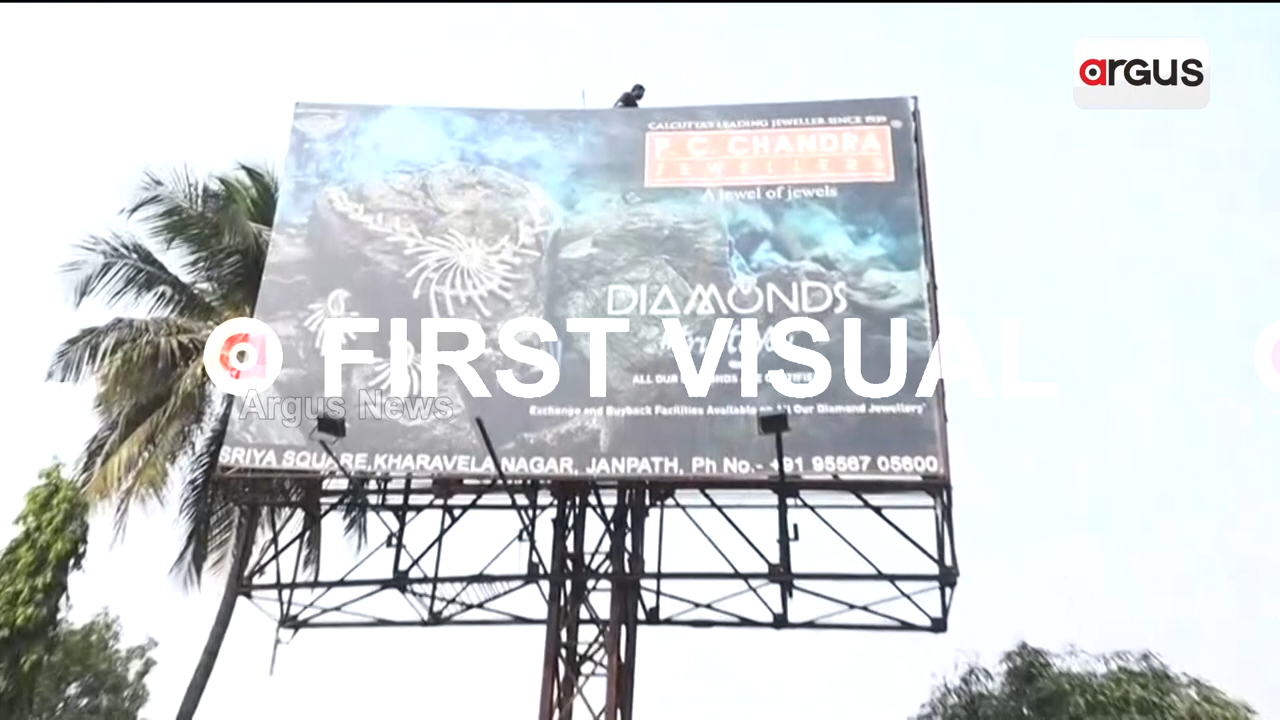 argus
CALCUTTA'S LEADING JEWELLER SINCE 1939
P. C. CHANDRA
JEWELLERS
A jewel of jewels
DIAMONDS
FIRST VISUAL
ALL OUR
Argus News
Exchange and Buyback Facilities Available on All Our Diamond Jewellery*
SRIYA SQUARE, KHARAVELA NAGAR, JANPATH, Ph No.- +91 95567 05600,